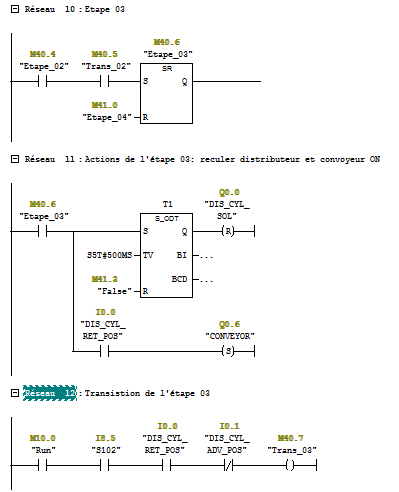 Réseau 10 : Etape 03
M40.4 M40.5 M40.6
"Etape_02" "Trans_02" "Etape_03"
SR
S Q
M41.0
"Etape_04" R
Réseau 11 : Actions de l'étape 03: reculer distributeur et convoyeur ON
Q0.0
M40.6 "DIS_CYL_
"Etape_03" T1 SOL"
S_ODT
S Q (R)
S5T#500MS TV BI ...
M41.3 BCD ...
"False" R
I0.0
"DIS_CYL_ Q0.6
RET_POS" "CONVEYOR"
(S)
Réseau 12 : Transistion de l'étape 03
I0.0 I0.1
M10.0 I8.5 "DIS_CYL_ "DIS_CYL_ M40.7
"Run" "S102" RET_POS" ADV_POS" "Trans_03"